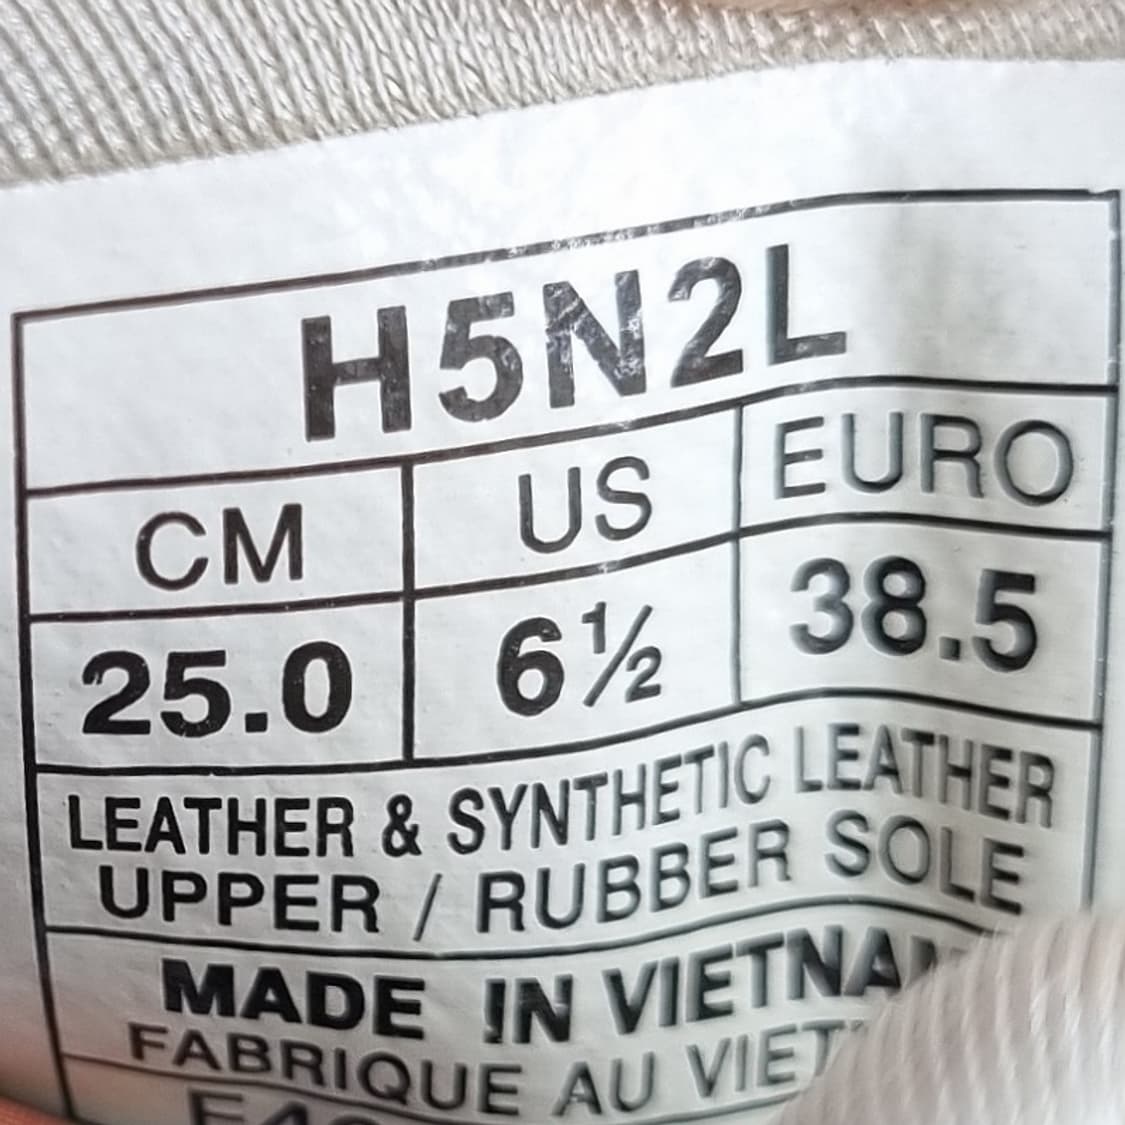 H5N2L
CM US EURO
25.0 6½ 38.5
LEATHER & SYNTHETIC LEATHER
UPPER / RUBBER SOLE
MADE IN
FABRIQUE AU